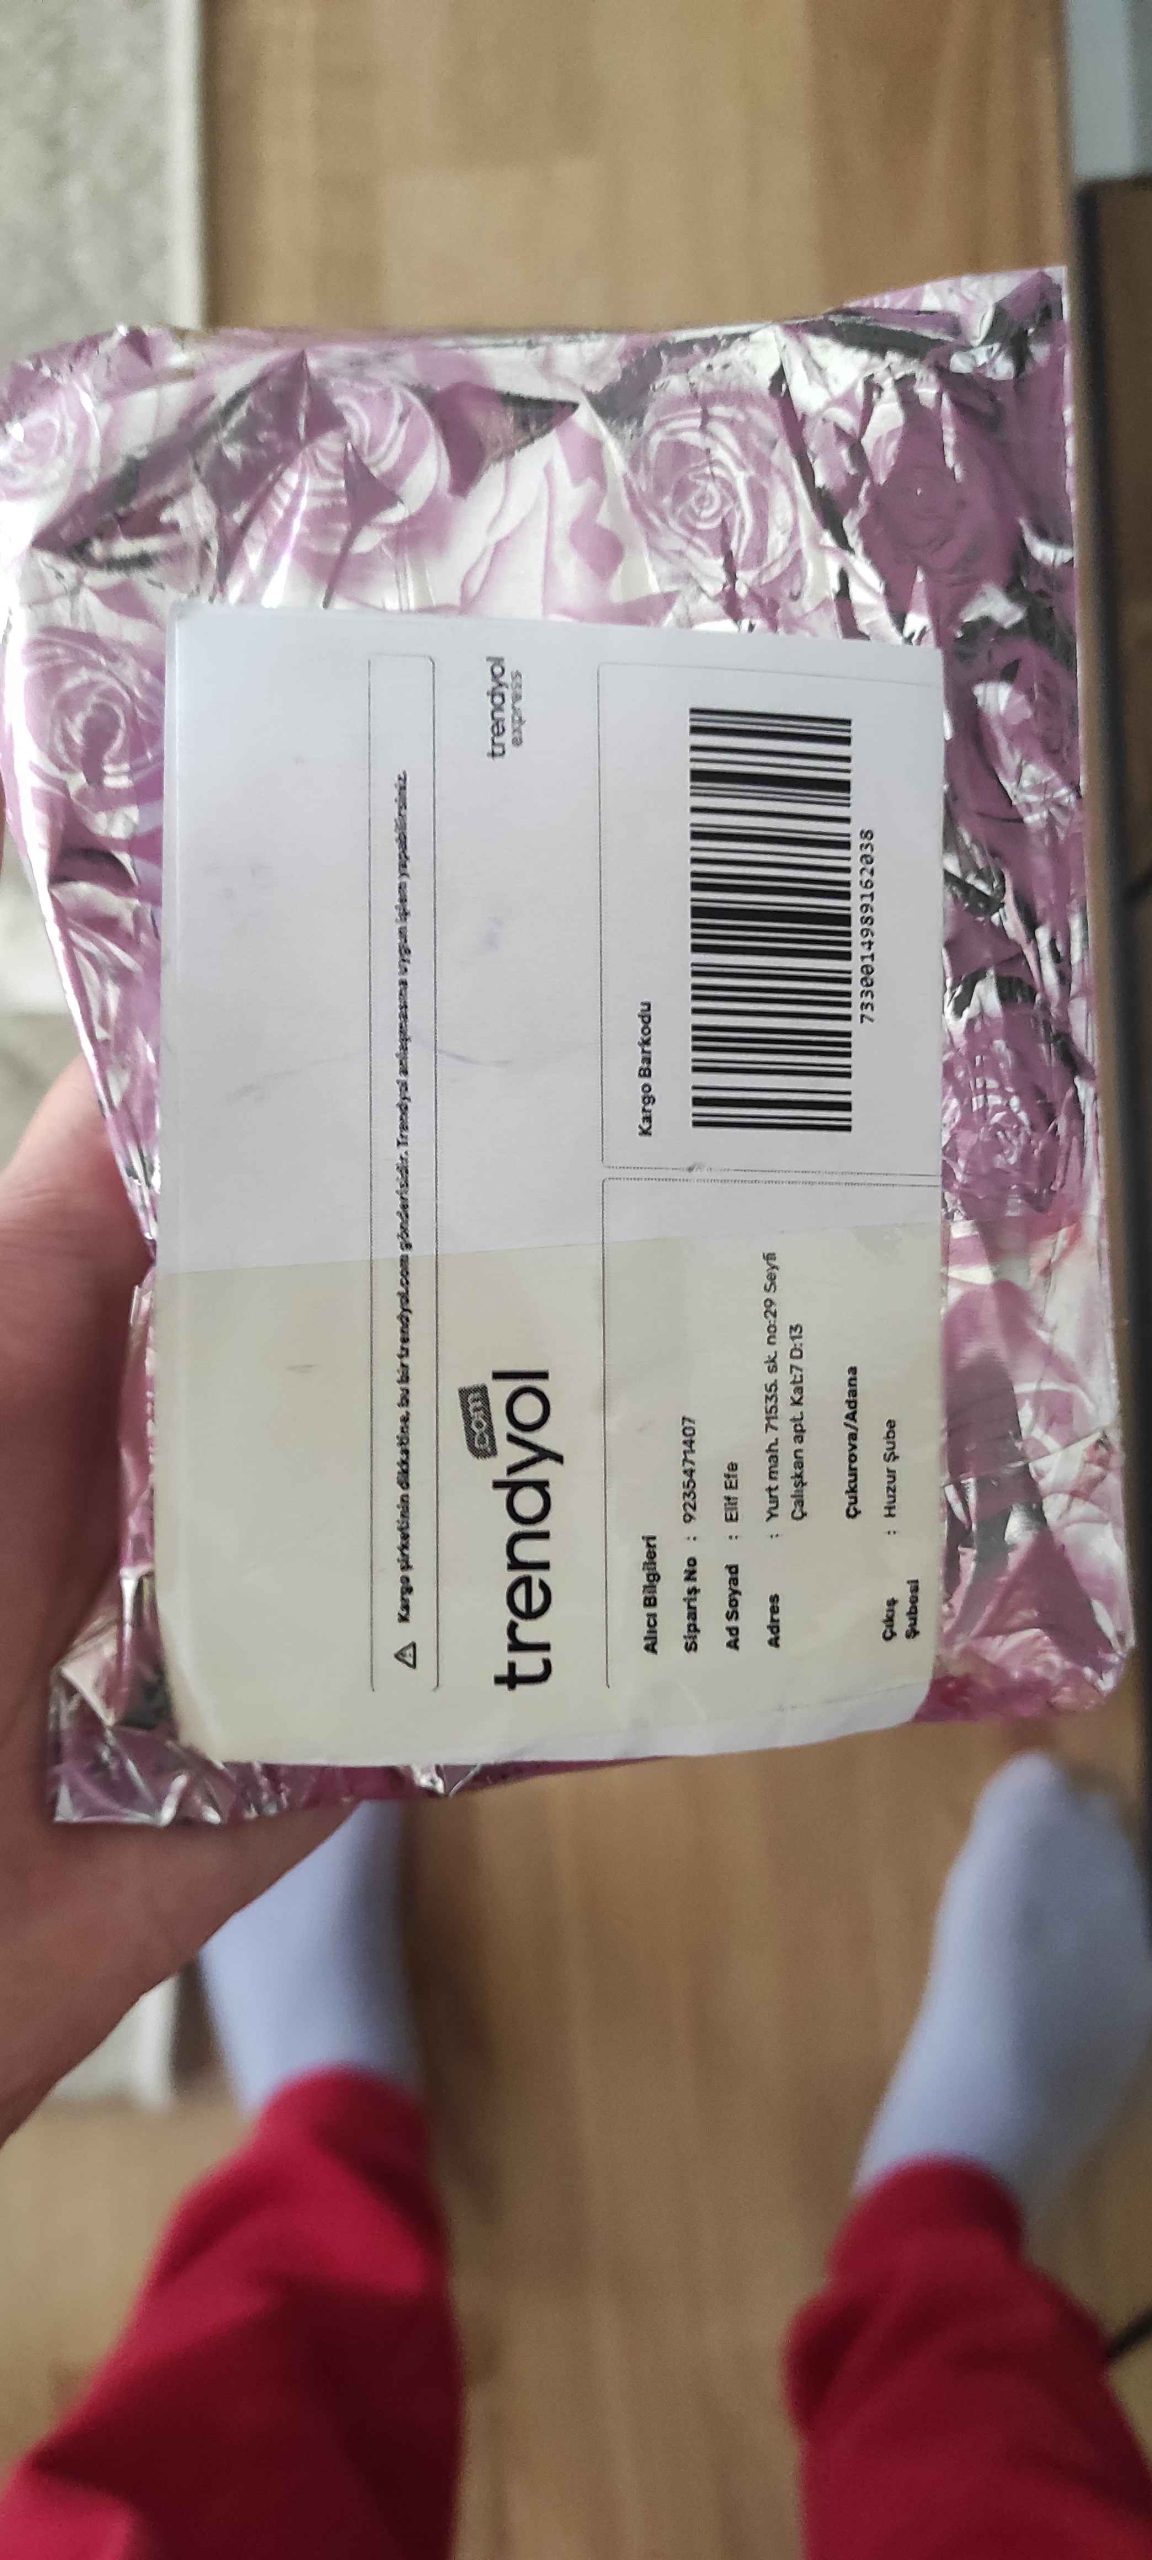 Kargo şirketinin dikkatine, bu bir trendyol.com gönderisidir. Trendyol anlaşmasına uygun işlem yapabilirsiniz.
trendyol
com
trendyol
express
Alıcı Bilgileri
Sipariş No : 9235471407
Ad Soyad : Elif Efe
Adres : Yurt mah. 71535. sk. no:29 Seyfi
Çalışkan apt. Kat:7 D:13
Çukurova/Adana
Çıkış : Huzur Şube
Şubesi
Kargo Barkodu
7330014989162038